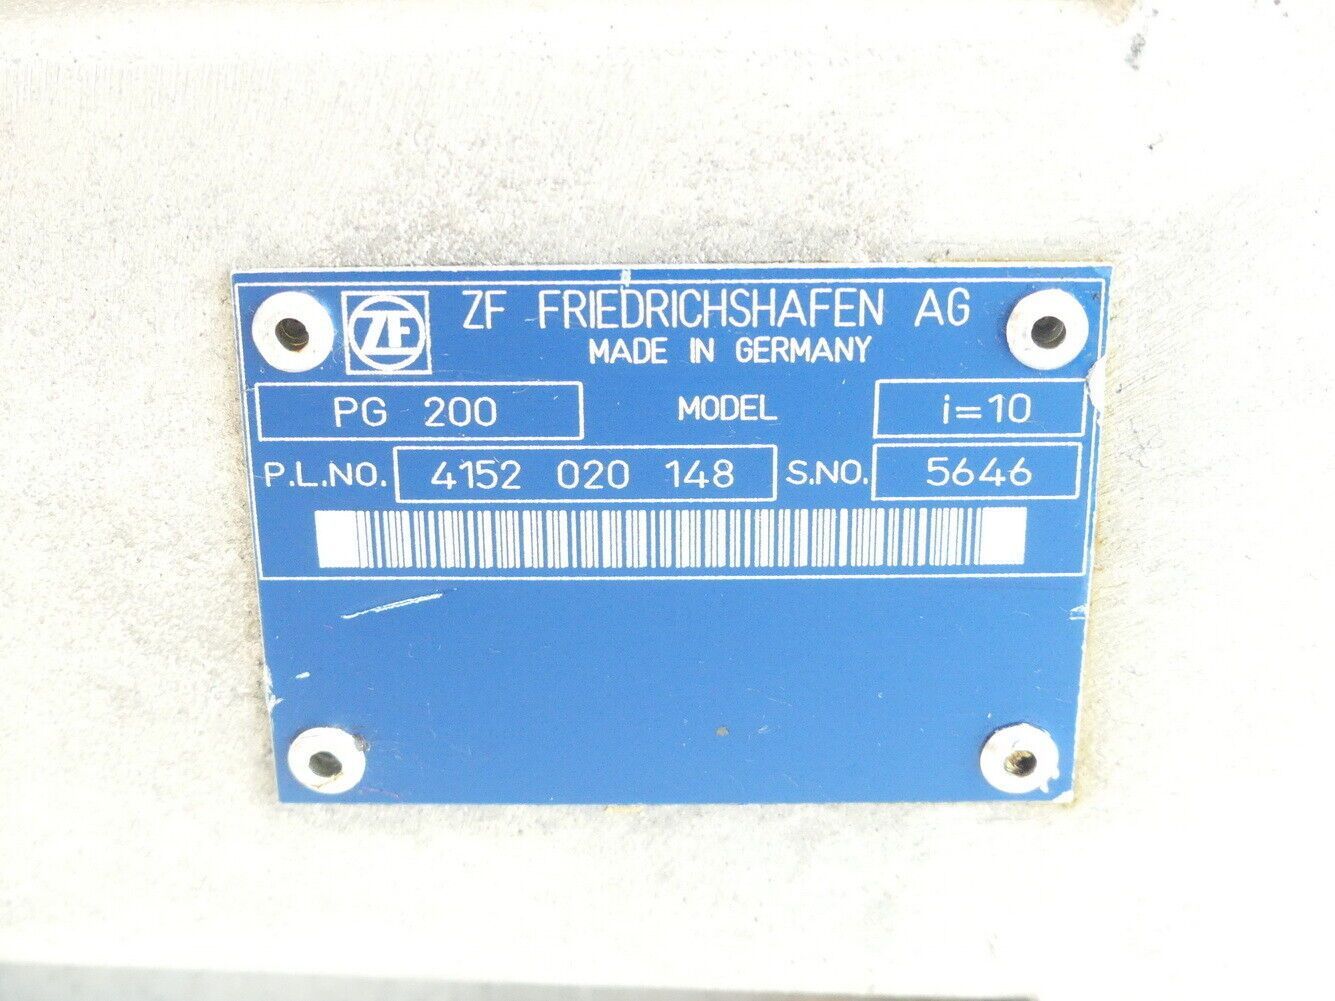 ZF ZF FRIEDRICHSHAFEN AG
MADE IN GERMANY
PG 200 MODEL i=10
P.L.NO. 4152 020 148 S.NO. 5646